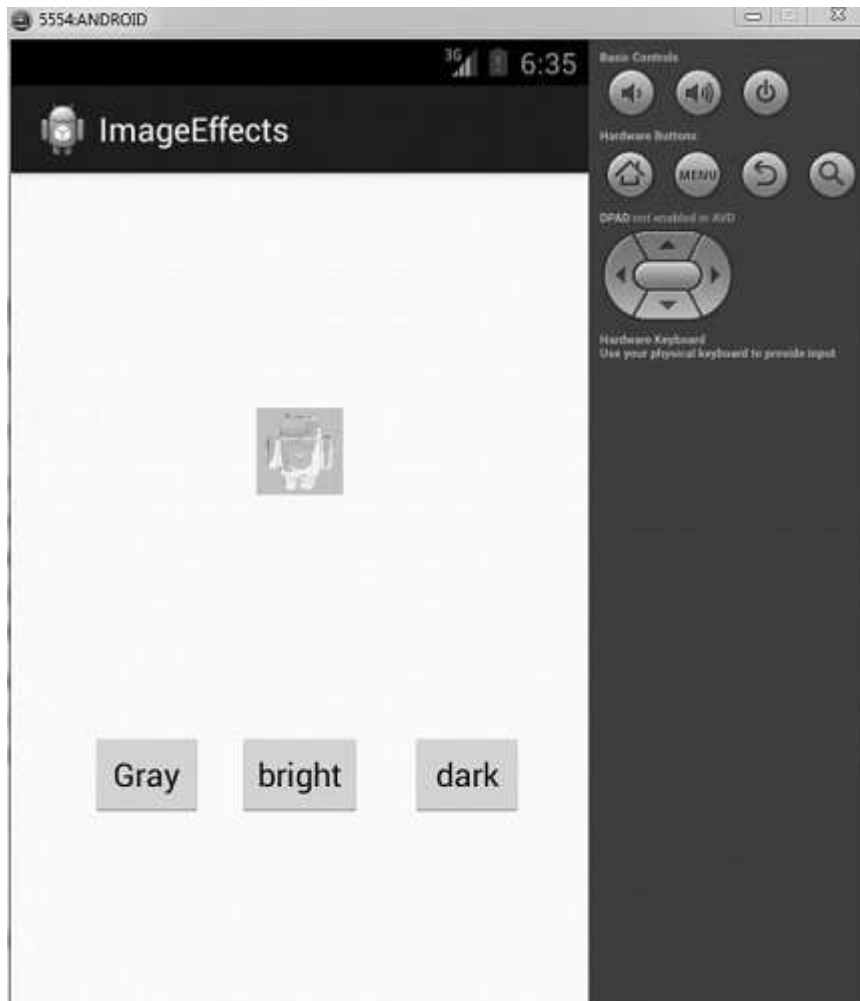 5554:ANDROID
3G 6:35
ImageEffects
Gray
bright
dark
Basic Controls
Hardware Buttons
MENU
DPAD not enabled in AVD
Hardware Keyboard
Use your physical keyboard to provide input